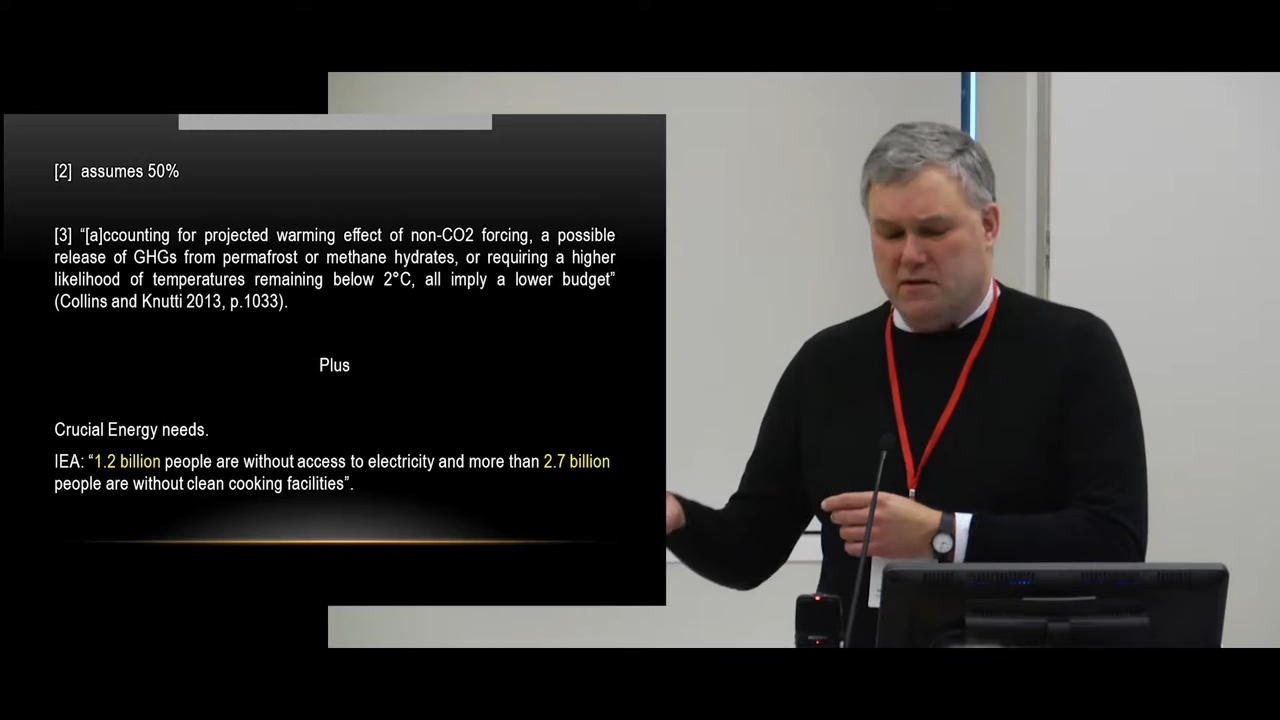 [2] assumes 50%
[3] “[a]ccounting for projected warming effect of non-CO2 forcing, a possible
release of GHGs from permafrost or methane hydrates, or requiring a higher
likelihood of temperatures remaining below 2°C, all imply a lower budget”
(Collins and Knutti 2013, p.1033).
Plus
Crucial Energy needs.
IEA: “1.2 billion people are without access to electricity and more than 2.7 billion
people are without clean cooking facilities”.